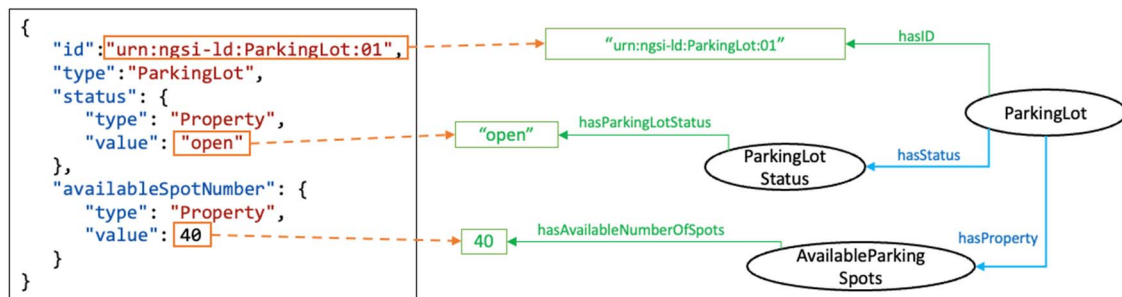 {
"id":"urn:ngsi-ld:ParkingLot:01",
"type":"ParkingLot",
"status": {
"type": "Property",
"value": "open"
},
"availableSpotNumber": {
"type": "Property",
"value": 40
}
}
“urn:ngsi-ld:ParkingLot:01”
hasID
ParkingLot
“open”
hasParkingLotStatus
ParkingLot
Status
hasStatus
40
hasAvailableNumberOfSpots
AvailableParking
Spots
hasProperty